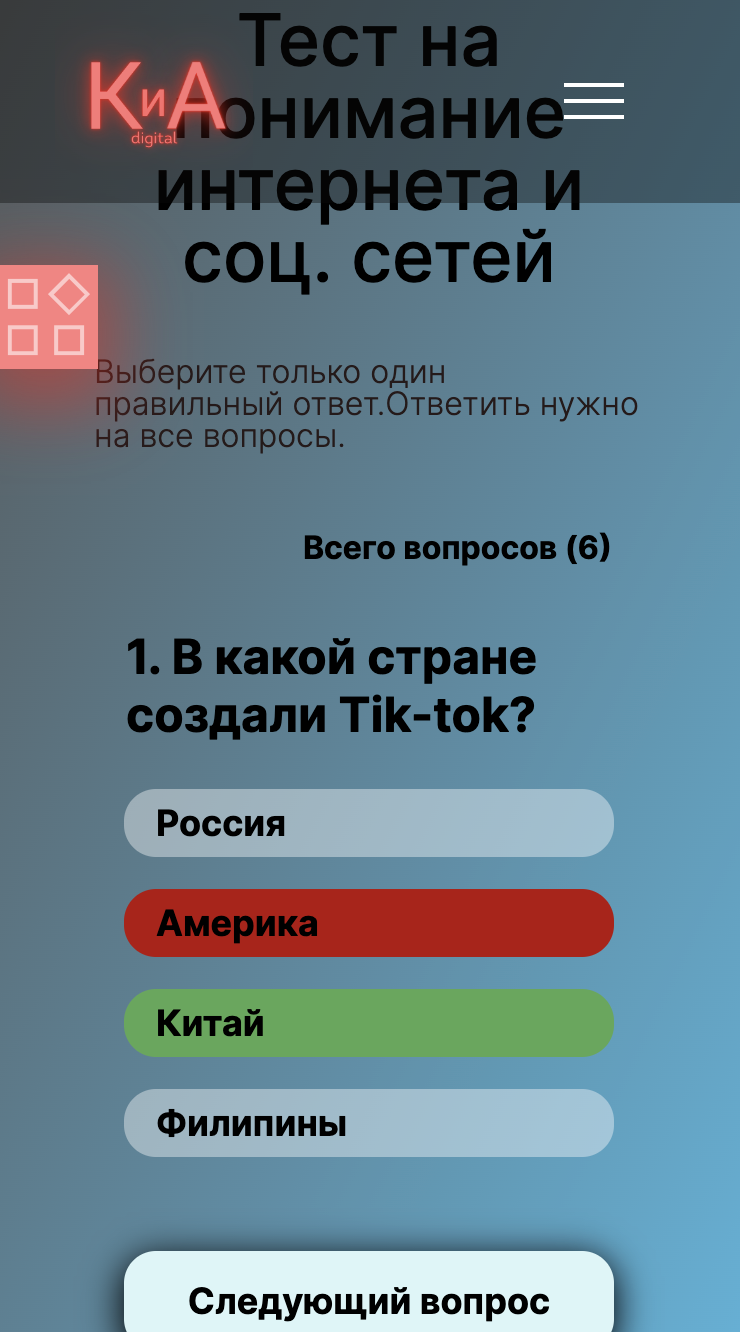 Тест на
КиА
понимание
digital
интернета и
соц. сетей
Выберите только один
правильный ответ.Ответить нужно
на все вопросы.
Всего вопросов (6)
1. В какой стране
создали Tik-tok?
Россия
Америка
Китай
Филипины
Следующий вопрос